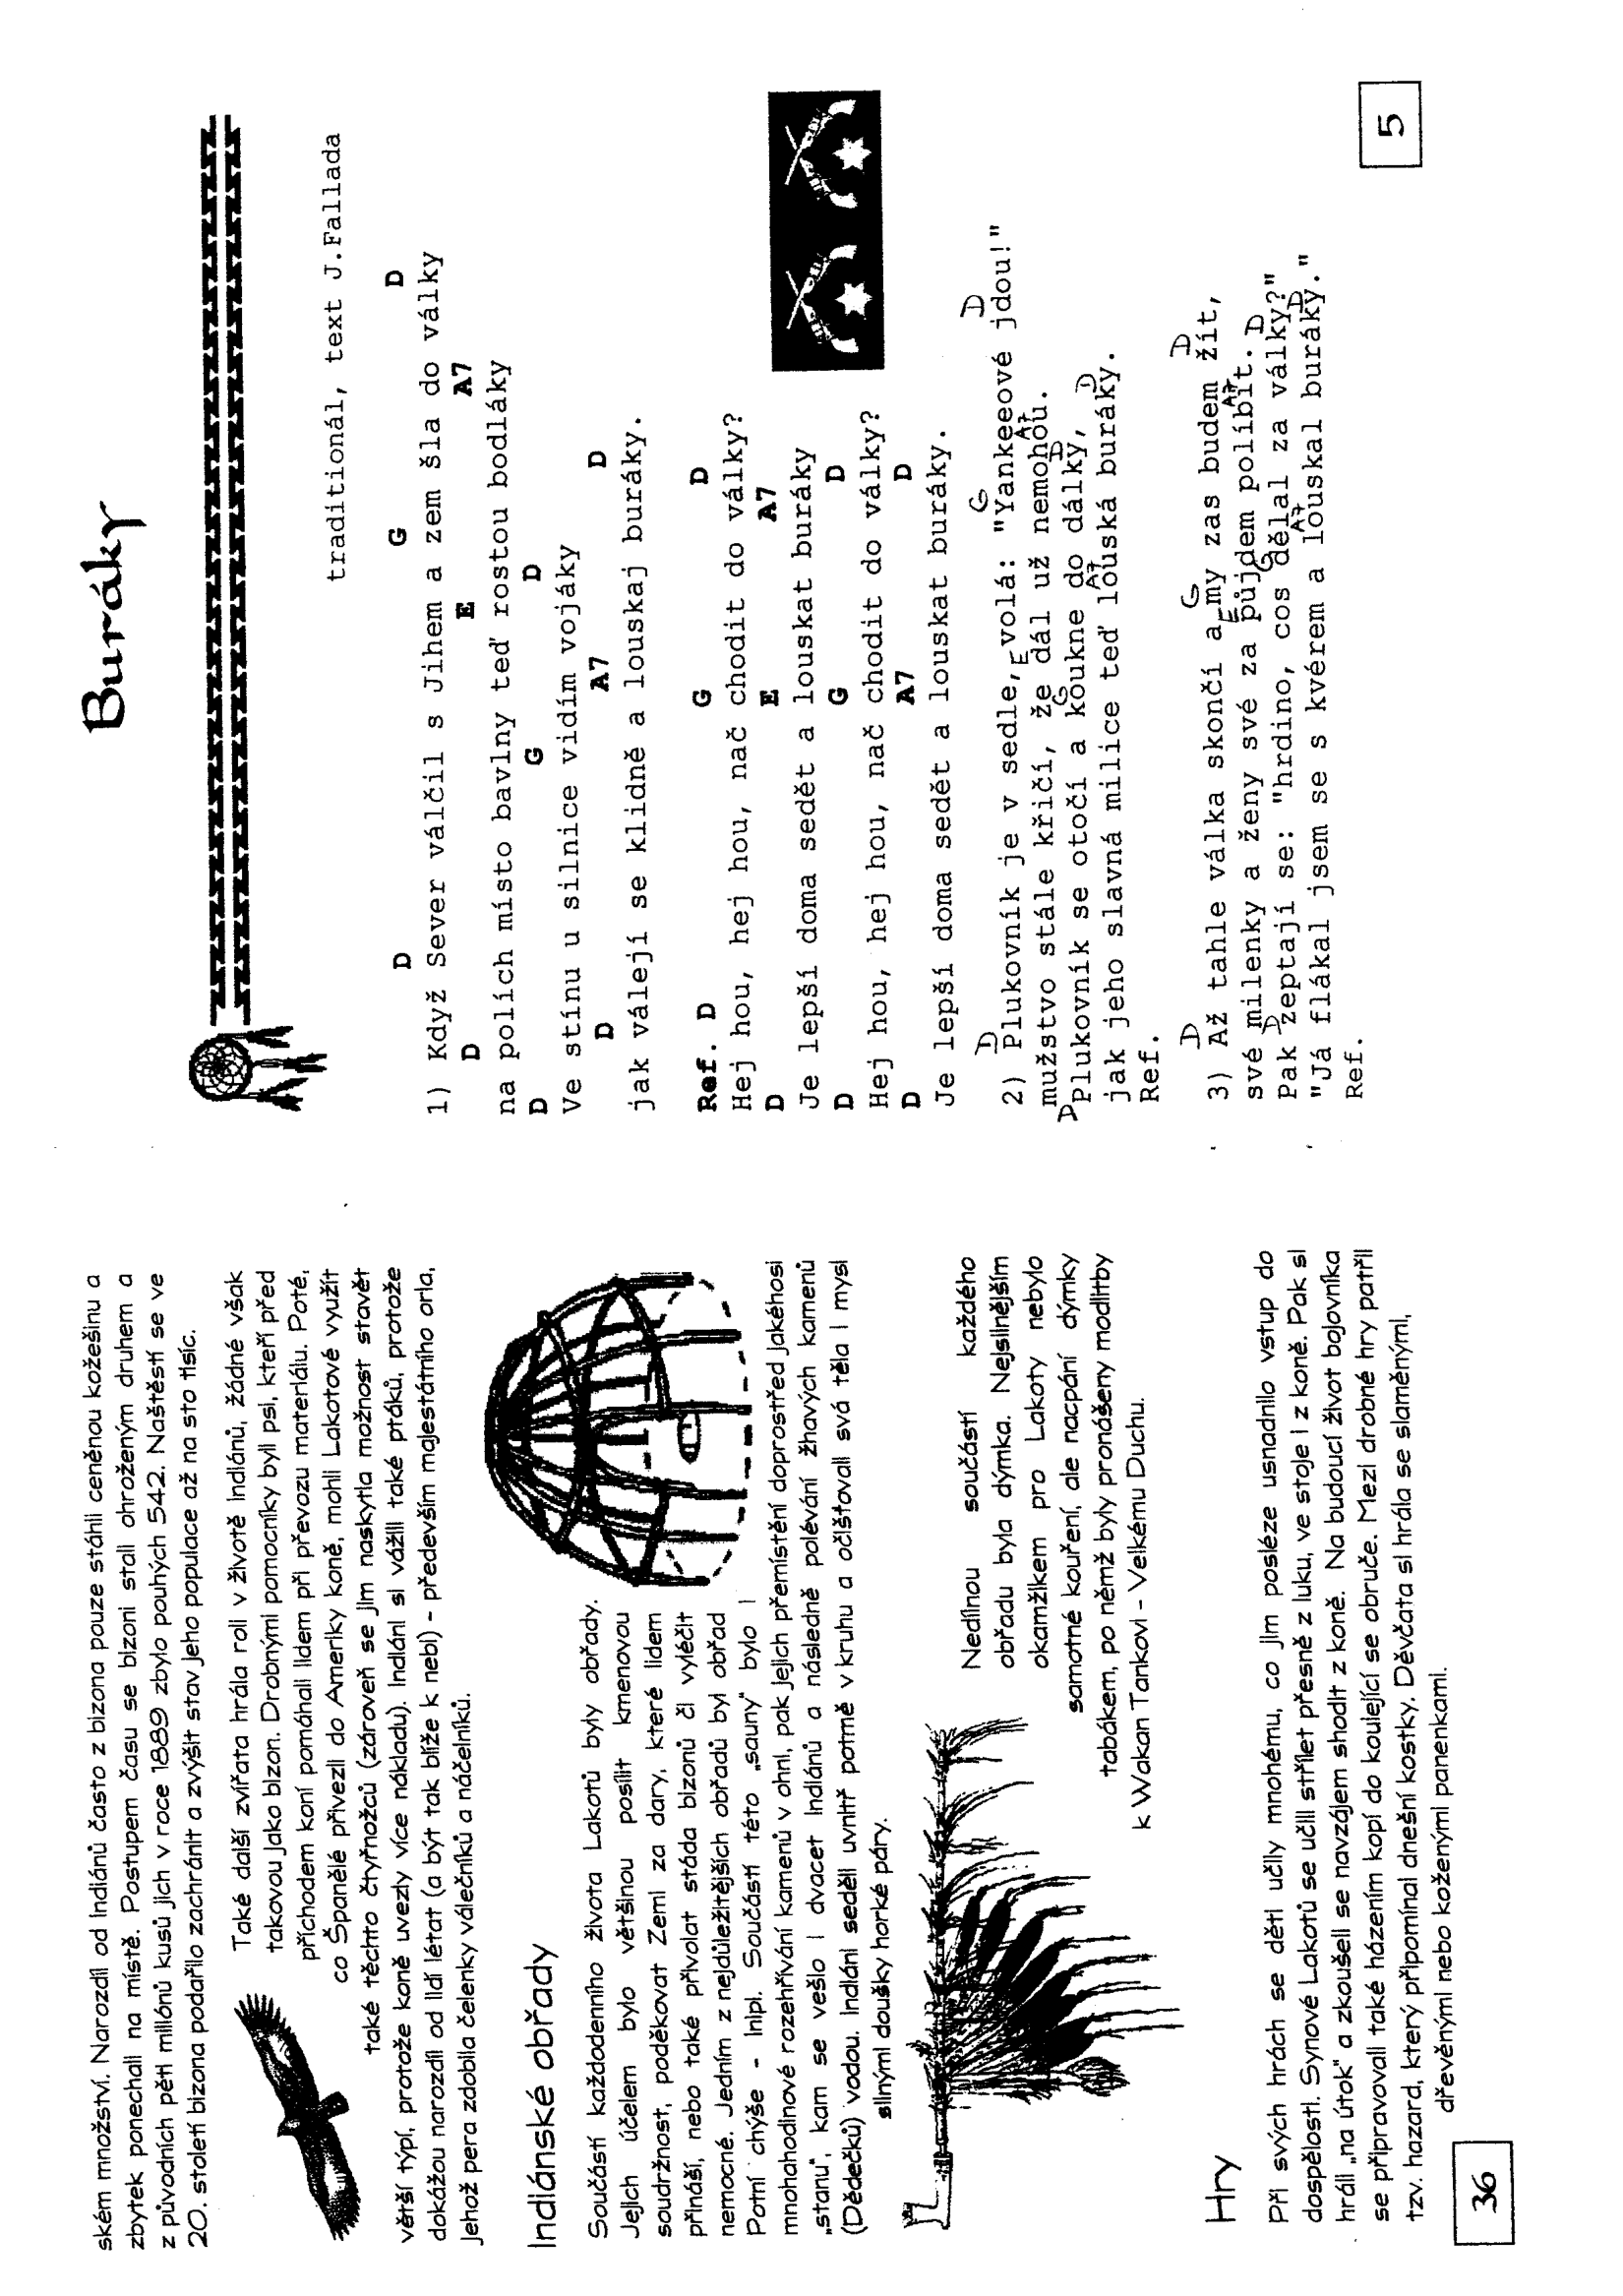 ském množství. Narozdíl od Indiánů často z bizona pouze stáhli ceněnou kožešinu a
zbytek ponechali na místě. Postupem času se bizoni stali ohroženým druhem a
z původních pěti miliónů kusů jich v roce 1889 zbylo pouhých 542. Naštěstí se ve
20. století bizona podařilo zachránit a zvýšit stav jeho populace až na sto tisíc.
Také další zvířata hrála roli v životě Indiánů, žádné však
takovou jako bizon. Drobnými pomocníky byli psi, kteří před
příchodem koní pomáhali lidem při převozu materiálu. Poté,
co Španělé přivezli do Ameriky koně, mohli Lakotové využít
také těchto čtyřnožců (zároveň se jim naskytla možnost stavět
větší týpí, protože koně uvezly více nákladu). Indiáni si vážili také ptáků, protože
dokážou narozdíl od lidí létat (a být tak blíže k nebi) - především majestátního orla,
jehož pera zdobila čelenky válečníků a náčelníků.
Indiánské obřady
Součástí každodenního života Lakotů byly obřady.
Jejich účelem bylo většinou posílit kmenovou
soudržnost, poděkovat Zemi za dary, které lidem
přináší, nebo také přivolat stáda bizonů či vyléčit
nemocné. Jedním z nejdůležitějších obřadů byl obřad
Potní chýše - Inipi. Součástí této „sauny" bylo i
mnohahodinové rozehřívání kamenů v ohni, pak jejich přemístění doprostřed jakéhosi
„stanu", kam se vešlo i dvacet Indiánů a následně polévání žhavých kamenů
(Dědečků) vodou. Indiáni seděli uvnitř potmě v kruhu a očišťovali svá těla i mysl
silnými doušky horké páry.
Nedílnou součástí každého
obřadu byla dýmka. Nejsilnějším
okamžikem pro Lakoty nebylo
samotné kouření, ale nacpání dýmky
tabákem, po němž byly pronášeny modlitby
k Wakan Tankovi - Velkému Duchu.
Hry
Při svých hrách se děti učily mnohému, co jim posléze usnadnilo vstup do
dospělosti. Synové Lakotů se učili střílet přesně z luku, ve stoje i z koně. Pak si
hráli „na útok" a zkoušeli se navzájem shodit z koně. Na budoucí život bojovníka
se připravovali také házením kopí do koulející se obruče. Mezi drobné hry patřil
tzv. hazard, který připomínal dnešní kostky. Děvčata si hrála se slaměnými,
dřevěnými nebo koženými panenkami.
36
Buráky
traditionál, text J.Fallada
D G D
1) Když Sever válčil s Jihem a zem šla do války
D E A7
na polích místo bavlny teď rostou bodláky
D G D
Ve stínu u silnice vidím vojáky
D A7 D
jak válejí se klidně a louskaj buráky.
Ref. D G D
Hej hou, hej hou, nač chodit do války?
D E A7
Je lepší doma sedět a louskat buráky
D G D
Hej hou, hej hou, nač chodit do války?
D A7 D
Je lepší doma sedět a louskat buráky.
D G D
2) Plukovník je v sedle, volá: "Yankeeové jdou!"
E A7
mužstvo stále křičí, že dál už nemohou.
D G D
Plukovník se otočí a koukne do dálky,
A7 D
jak jeho slavná milice teď louská buráky.
Ref.
D G D
3) Až tahle válka skončí a my zas budem žít,
E A7
své milenky a ženy své za půjdem políbit.
D G D
Pak zeptají se: "hrdino, cos dělal za války?"
A7 D
"Já flákal jsem se s kvérem a louskal buráky."
Ref.
5